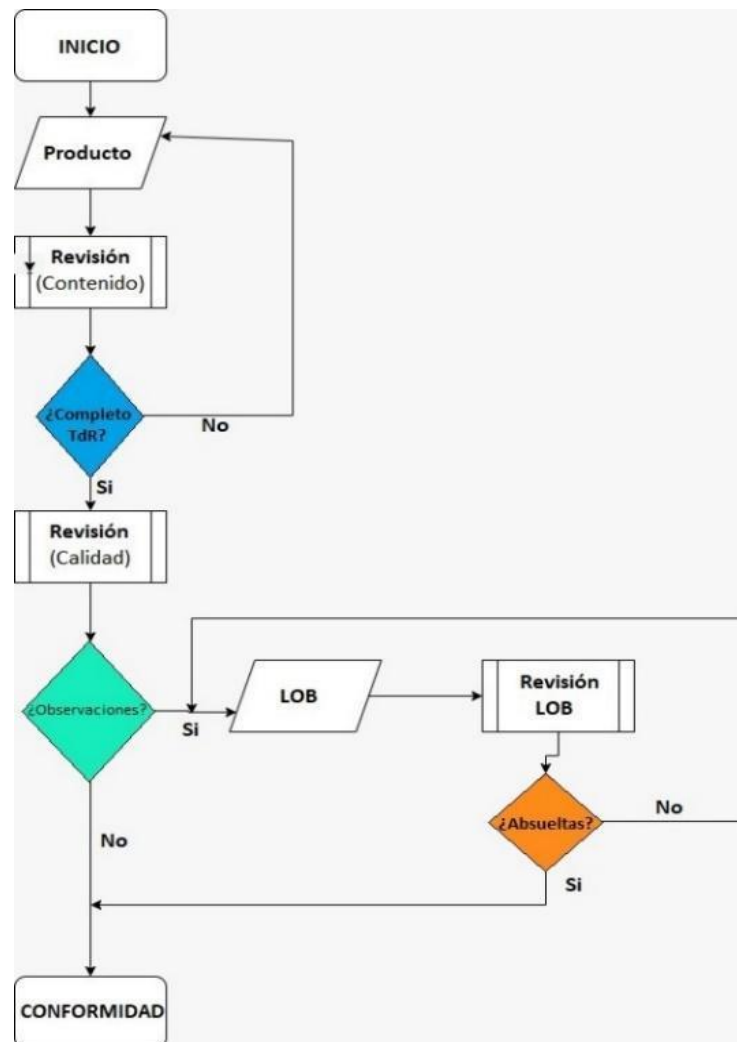 INICIO
Producto
Revisión
(Contenido)
¿Completo
TdR?
No
Si
Revisión
(Calidad)
¿Observaciones?
Si
LOB
Revisión
LOB
¿Absueltas?
No
Si
No
CONFORMIDAD